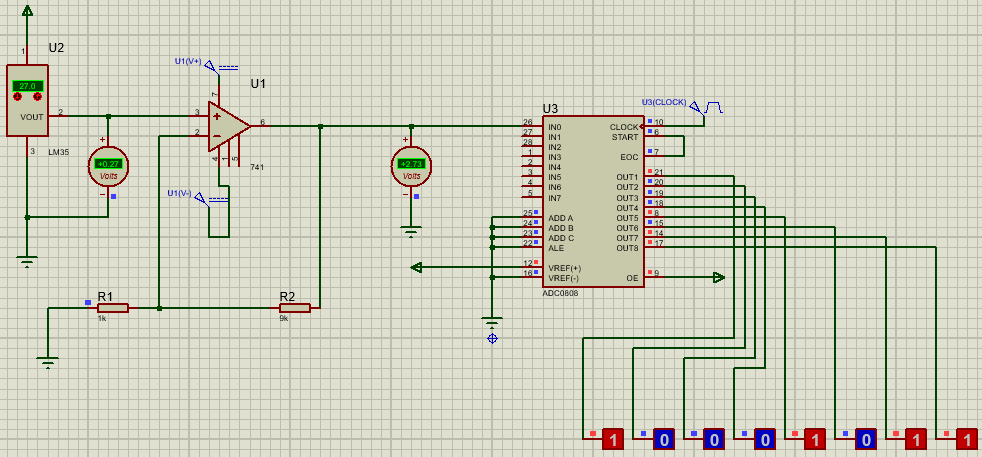 U2
1
27.0
VOUT
2
3
LM35
+0.27
Volts
U1(V+)
U1
7
3
2
6
4
1
5
741
U1(V-)
+2.73
Volts
R1
1k
R2
9k
U3
U3(CLOCK)
26 IN0 CLOCK 10
27 IN1 START 6
28 IN2
1 IN3 EOC 7
2 IN4
3 IN5 OUT1 21
4 IN6 OUT2 20
5 IN7 OUT3 19
OUT4 18
25 ADD A OUT5 8
24 ADD B OUT6 15
23 ADD C OUT7 14
22 ALE OUT8 17
12 VREF(+)
16 VREF(-) OE 9
ADC0808
1 0 0 0 1 0 1 1